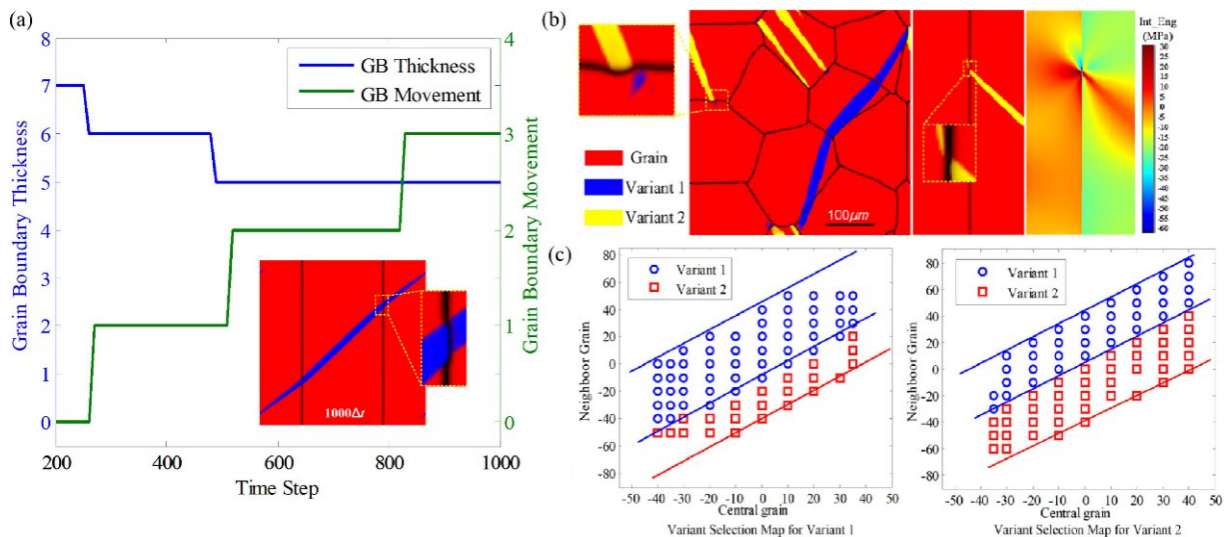 (a)
8
7
6
5
4
3
2
1
0
Grain Boundary Thickness
GB Thickness
GB Movement
4
3
2
1
0
Grain Boundary Movement
1000Δt
200 400 600 800 1000
Time Step
(b)
Grain
Variant 1
Variant 2
100μm
Int_Eng
(MPa)
30
25
20
15
10
5
0
-5
-10
-15
-20
-25
-30
-35
-40
-45
-50
-55
-60
(c)
Variant 1
Variant 2
80
60
40
20
0
-20
-40
-60
-80
Neighboor Grain
-50 -40 -30 -20 -10 0 10 20 30 40 50
Central grain
Variant Selection Map for Variant 1
Variant 1
Variant 2
80
60
40
20
0
-20
-40
-60
-80
Neighboor Grain
-50 -40 -30 -20 -10 0 10 20 30 40 50
Central grain
Variant Selection Map for Variant 2